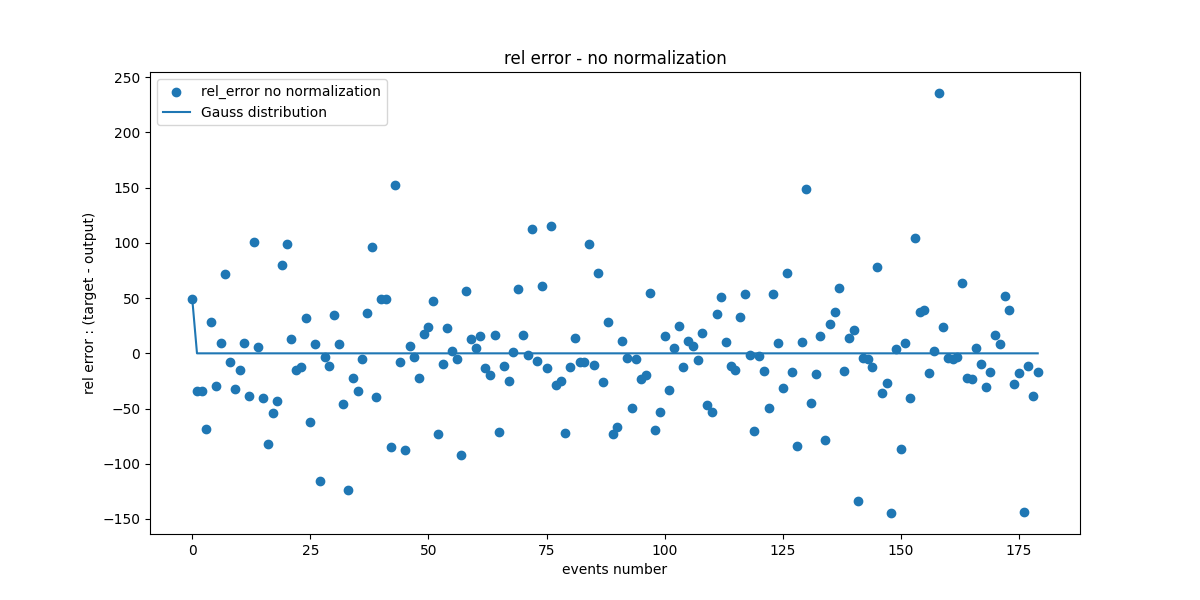 rel error - no normalization
250
200
150
100
50
0
−50
−100
−150
rel error : (target - output)
rel_error no normalization
Gauss distribution
0 25 50 75 100 125 150 175
events number